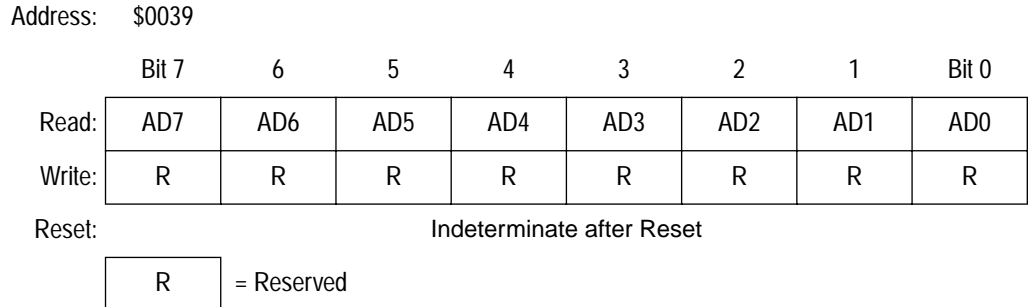 Address: $0039
Bit 7 6 5 4 3 2 1 Bit 0
Read: AD7 AD6 AD5 AD4 AD3 AD2 AD1 AD0
Write: R R R R R R R R
Reset: Indeterminate after Reset
R = Reserved